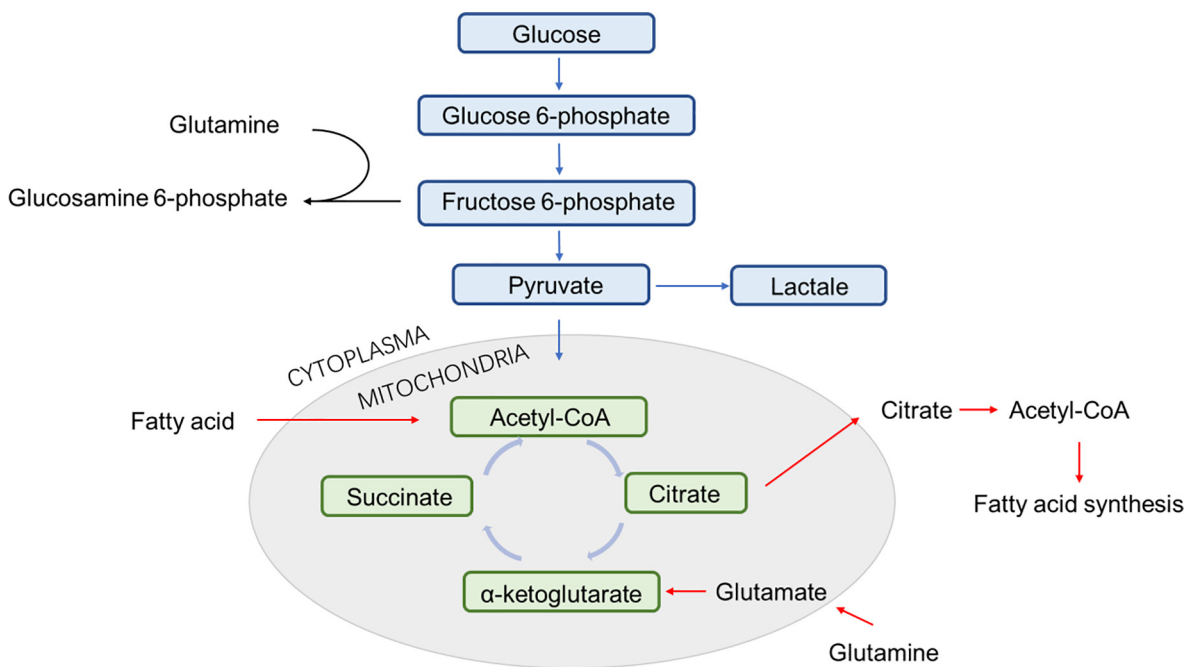 Glucose
Glucose 6-phosphate
Glutamine
Glucosamine 6-phosphate
Fructose 6-phosphate
Pyruvate
Lactale
CYTOPLASMA
MITOCHONDRIA
Fatty acid
Acetyl-CoA
Citrate
Acetyl-CoA
Succinate
Citrate
Fatty acid synthesis
α-ketoglutarate
Glutamate
Glutamine